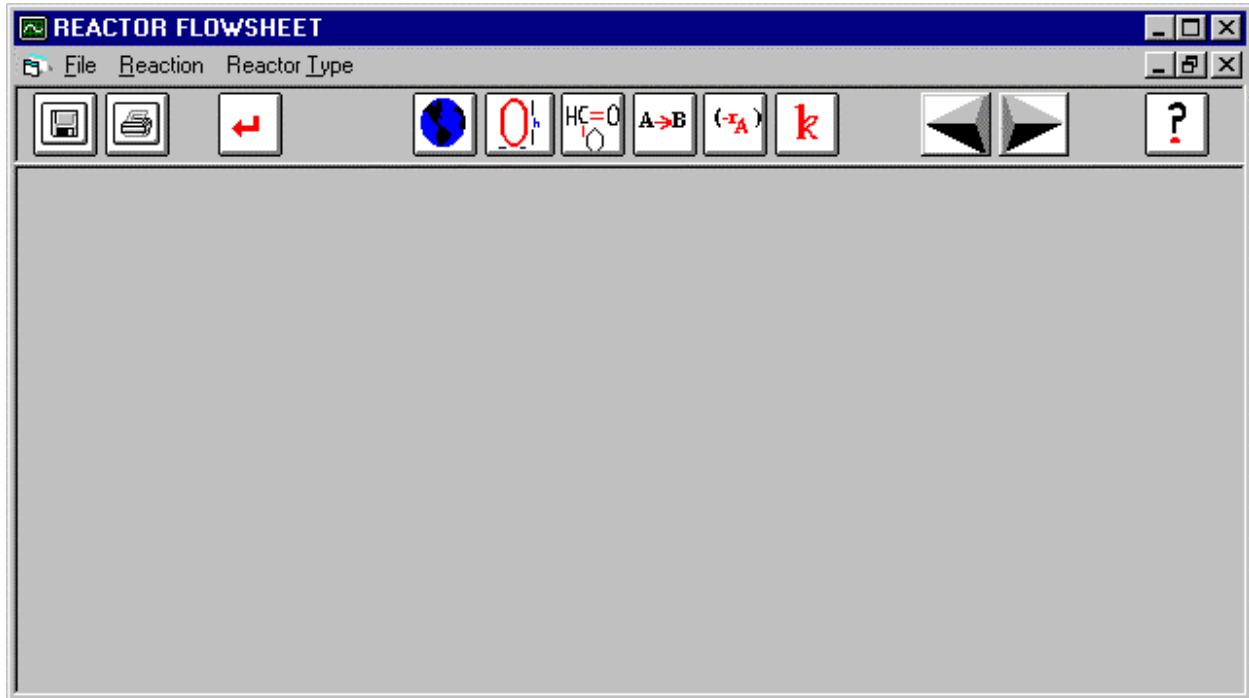 REACTOR FLOWSHEET
File Reaction Reactor Type
h HC=O A→B (-rA) k ?